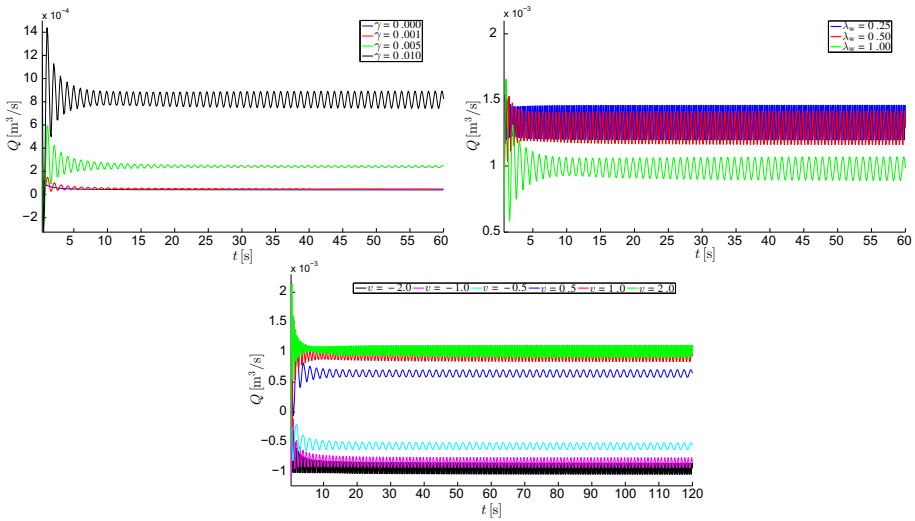 x 10⁻⁴
14
12
10
8
6
4
2
0
−2
Q [m³/s]
γ = 0.000
γ = 0.001
γ = 0.005
γ = 0.010
5 10 15 20 25 30 35 40 45 50 55 60
t [s]
x 10⁻³
2
1.5
1
0.5
Q [m³/s]
λw = 0.25
λw = 0.50
λw = 1.00
5 10 15 20 25 30 35 40 45 50 55 60
t [s]
x 10⁻³
2
1.5
1
0.5
0
−0.5
−1
Q [m³/s]
v = −2.0 v = −1.0 v = −0.5 v = 0.5 v = 1.0 v = 2.0
10 20 30 40 50 60 70 80 90 100 110 120
t [s]